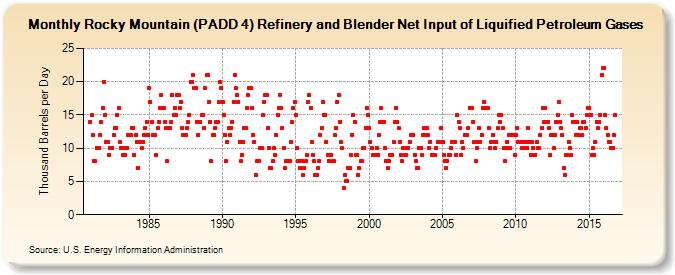 Monthly Rocky Mountain (PADD 4) Refinery and Blender Net Input of Liquified Petroleum Gases
Thousand Barrels per Day
25
20
15
10
5
0
1985 1990 1995 2000 2005 2010 2015
Source: U.S. Energy Information Administration